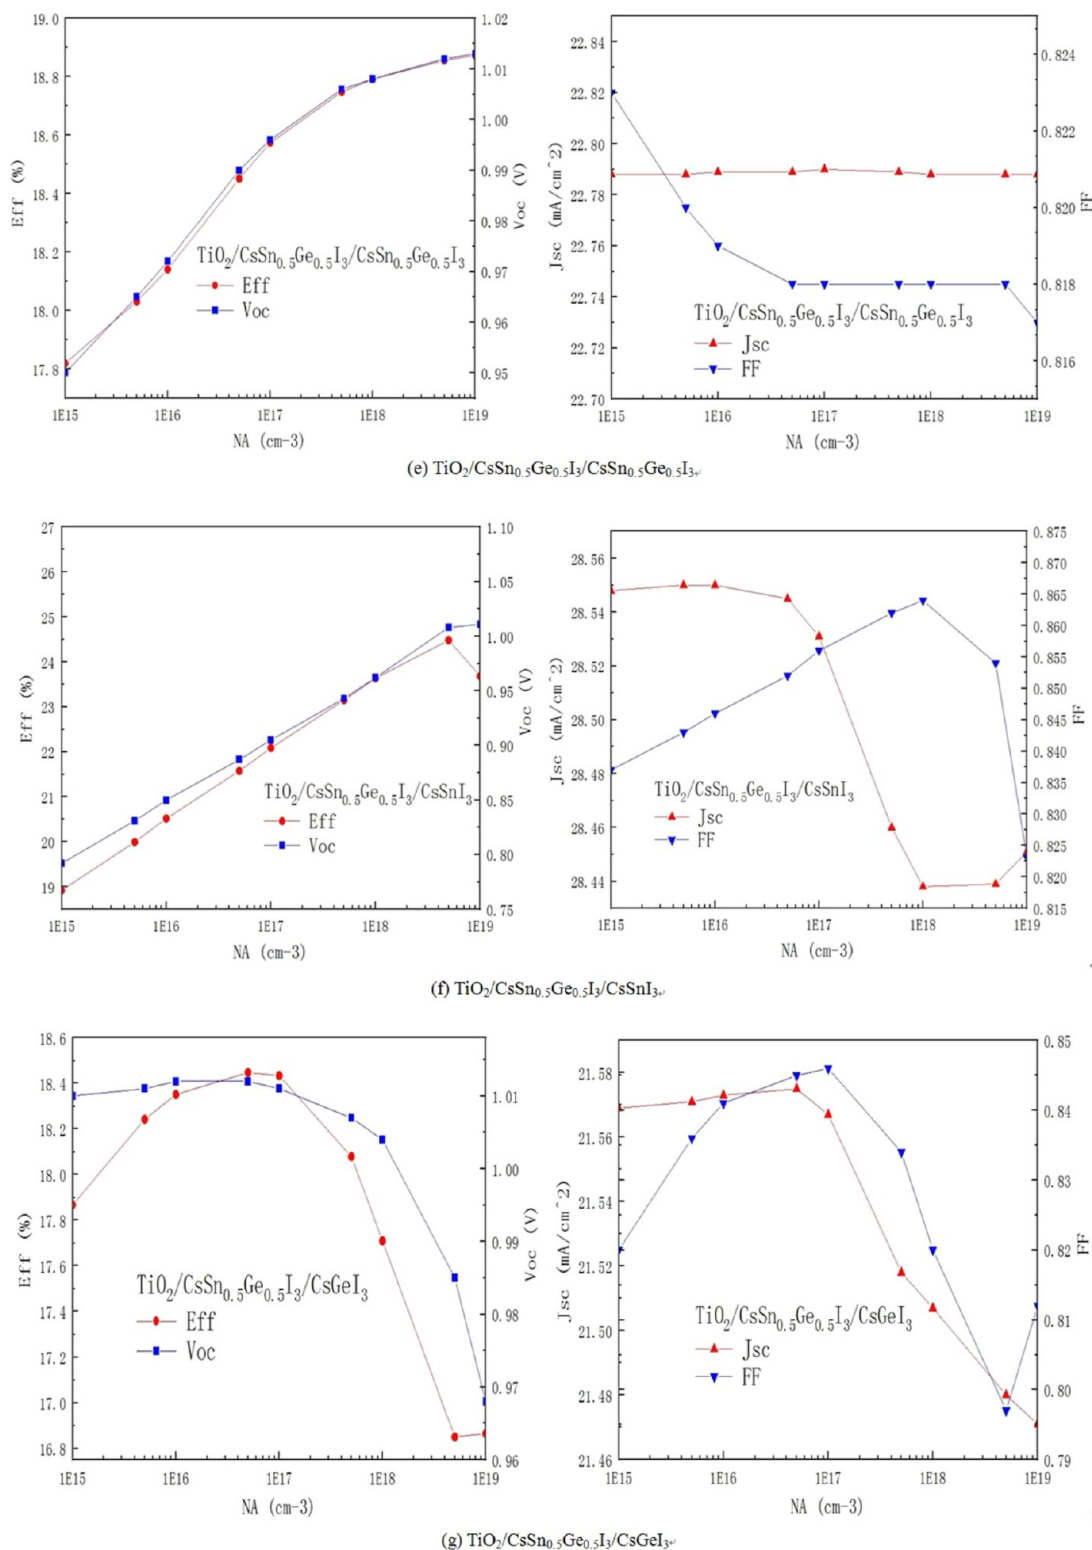 19.0
18.8
18.6
18.4
18.2
18.0
17.8
Eff (%)
1.02
1.01
1.00
0.99
0.98
0.97
0.96
0.95
Voc (V)
TiO2/CsSn0.5Ge0.5I3/CsSn0.5Ge0.5I3
Eff
Voc
1E15 1E16 1E17 1E18 1E19
NA (cm-3)
22.84
22.82
22.80
22.78
22.76
22.74
22.72
22.70
Jsc (mA/cm^2)
0.824
0.822
0.820
0.818
0.816
FF
TiO2/CsSn0.5Ge0.5I3/CsSn0.5Ge0.5I3
Jsc
FF
1E15 1E16 1E17 1E18 1E19
NA (cm-3)
(e) TiO2/CsSn0.5Ge0.5I3/CsSn0.5Ge0.5I3
27
26
25
24
23
22
21
20
19
Eff (%)
1.10
1.05
1.00
0.95
0.90
0.85
0.80
0.75
Voc (V)
TiO2/CsSn0.5Ge0.5I3/CsSnI3
Eff
Voc
1E15 1E16 1E17 1E18 1E19
NA (cm-3)
28.56
28.54
28.52
28.50
28.48
28.46
28.44
Jsc (mA/cm^2)
0.875
0.870
0.865
0.860
0.855
0.850
0.845
0.840
0.835
0.830
0.825
0.820
0.815
FF
TiO2/CsSn0.5Ge0.5I3/CsSnI3
Jsc
FF
1E15 1E16 1E17 1E18 1E19
NA (cm-3)
(f) TiO2/CsSn0.5Ge0.5I3/CsSnI3
18.6
18.4
18.2
18.0
17.8
17.6
17.4
17.2
17.0
16.8
Eff (%)
1.01
1.00
0.99
0.98
0.97
0.96
Voc (V)
TiO2/CsSn0.5Ge0.5I3/CsGeI3
Eff
Voc
1E15 1E16 1E17 1E18 1E19
NA (cm-3)
21.58
21.56
21.54
21.52
21.50
21.48
21.46
Jsc (mA/cm^2)
0.85
0.84
0.83
0.82
0.81
0.80
0.79
FF
TiO2/CsSn0.5Ge0.5I3/CsGeI3
Jsc
FF
1E15 1E16 1E17 1E18 1E19
NA (cm-3)
(g) TiO2/CsSn0.5Ge0.5I3/CsGeI3